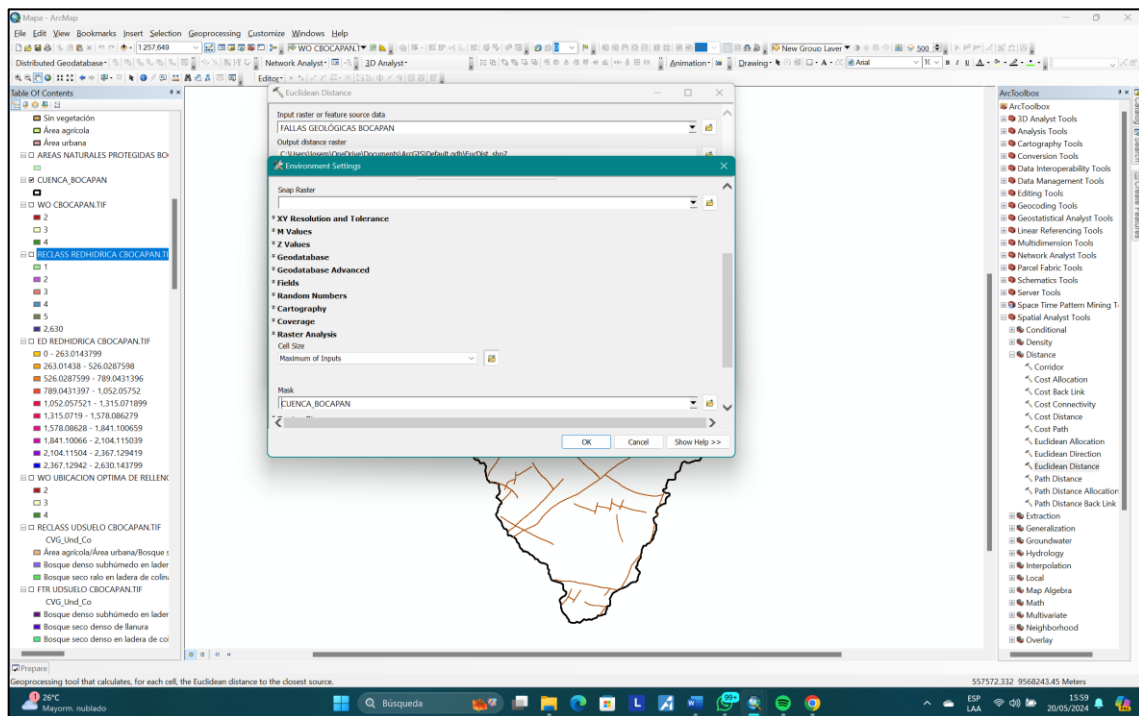 Mapa - ArcMap
File Edit View Bookmarks Insert Selection Geoprocessing Customize Windows Help
1:257,649
WO CBOCAPAN.T
New Group Layer
500
Distributed Geodatabase
Network Analyst
3D Analyst
Animation
Drawing
A
Arial
10
B I U A
Editor
Table Of Contents
Sin vegetación
Área agrícola
Área urbana
AREAS NATURALES PROTEGIDAS BO
CUENCA_BOCAPAN
WO CBOCAPAN.TIF
2
3
4
RECLASS REDHIDRICA CBOCAPAN.TI
1
2
3
4
5
2,630
ED REDHIDRICA CBOCAPAN.TIF
0 - 263.0143799
263.01438 - 526.0287598
526.0287599 - 789.0431396
789.0431397 - 1,052.05752
1,052.057521 - 1,315.071899
1,315.0719 - 1,578.086279
1,578.08628 - 1,841.100659
1,841.10066 - 2,104.115039
2,104.11504 - 2,367.129419
2,367.12942 - 2,630.143799
WO UBICACION OPTIMA DE RELLENO
2
3
4
RECLASS UDSUELO CBOCAPAN.TIF
CVG_Und_Co
Área agrícola/Área urbana/Bosque s
Bosque denso subhúmedo en lader
Bosque seco ralo en ladera de colina
FTR UDSUELO CBOCAPAN.TIF
CVG_Und_Co
Bosque denso subhúmedo en lader
Bosque seco denso de llanura
Bosque seco denso en ladera de col
Euclidean Distance
Input raster or feature source data
FALLAS GEOLÓGICAS BOCAPAN
Output distance raster
C:\Users\josem\OneDrive\Documents\ArcGIS\Default.gdb\EucDist_shp7
Environment Settings
Snap Raster
XY Resolution and Tolerance
M Values
Z Values
Geodatabase
Geodatabase Advanced
Fields
Random Numbers
Cartography
Coverage
Raster Analysis
Cell Size
Maximum of Inputs
Mask
CUENCA_BOCAPAN
OK
Cancel
Show Help >>
ArcToolbox
ArcToolbox
3D Analyst Tools
Analysis Tools
Cartography Tools
Conversion Tools
Data Interoperability Tools
Data Management Tools
Editing Tools
Geocoding Tools
Geostatistical Analyst Tools
Linear Referencing Tools
Multidimension Tools
Network Analyst Tools
Parcel Fabric Tools
Schematics Tools
Server Tools
Space Time Pattern Mining T
Spatial Analyst Tools
Conditional
Density
Distance
Corridor
Cost Allocation
Cost Back Link
Cost Connectivity
Cost Distance
Cost Path
Euclidean Allocation
Euclidean Direction
Euclidean Distance
Path Distance
Path Distance Allocation
Path Distance Back Link
Extraction
Generalization
Groundwater
Hydrology
Interpolation
Local
Map Algebra
Math
Multivariate
Neighborhood
Overlay
Catalog
Search
Create Features
Prepare
Geoprocessing tool that calculates, for each cell, the Euclidean distance to the closest source.
557572.332 9568243.45 Meters
1
26°C
Mayorm. nublado
Búsqueda
99+
ESP
LAA
15:59
20/05/2024